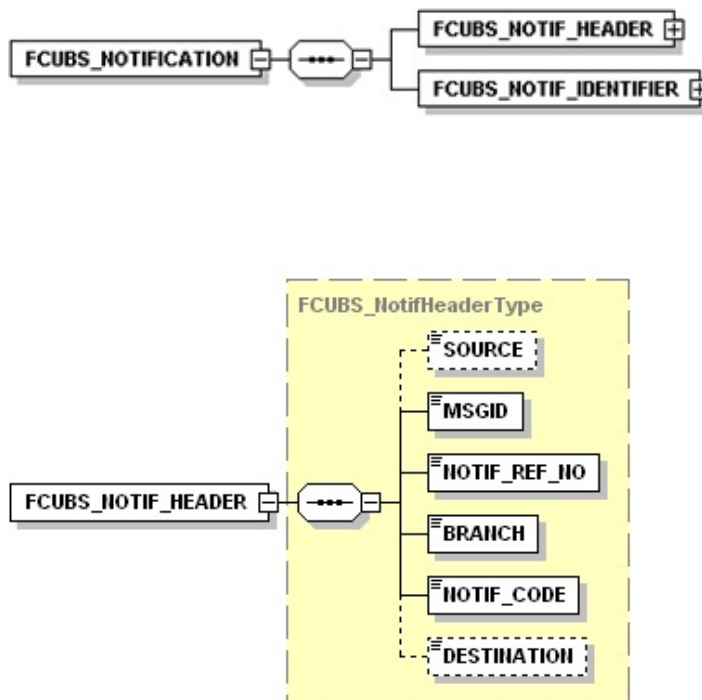 FCUBS_NOTIFICATION
FCUBS_NOTIF_HEADER
FCUBS_NOTIF_IDENTIFIER
FCUBS_NotifHeaderType
SOURCE
MSGID
NOTIF_REF_NO
FCUBS_NOTIF_HEADER
BRANCH
NOTIF_CODE
DESTINATION